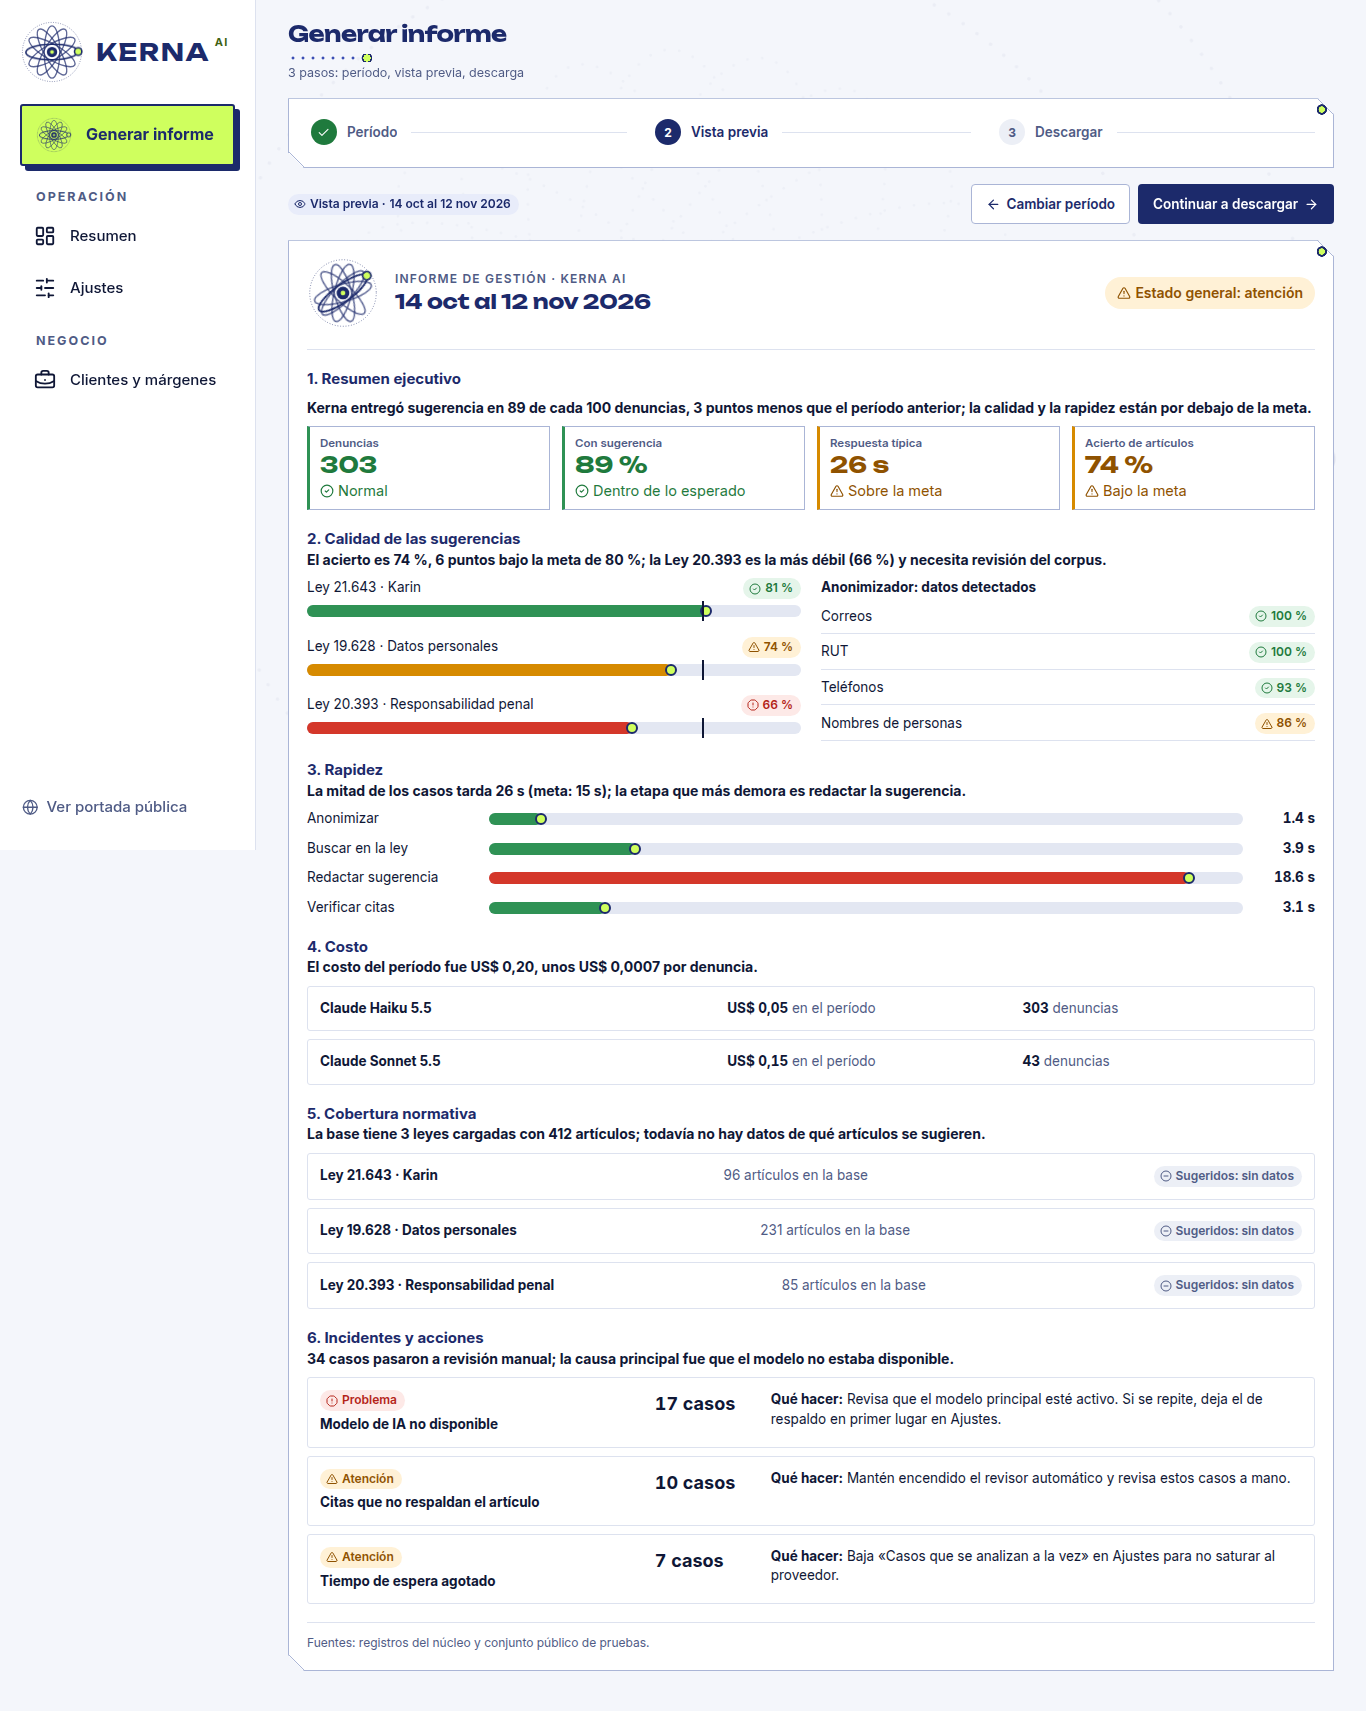 KERNA AI
Generar informe
OPERACIÓN
Resumen
Ajustes
NEGOCIO
Clientes y márgenes
Ver portada pública
Generar informe
3 pasos: período, vista previa, descarga
Período
2 Vista previa
3 Descargar
Vista previa · 14 oct al 12 nov 2026
Cambiar período
Continuar a descargar
INFORME DE GESTIÓN · KERNA AI
14 oct al 12 nov 2026
Estado general: atención
1. Resumen ejecutivo
Kerna entregó sugerencia en 89 de cada 100 denuncias, 3 puntos menos que el período anterior; la calidad y la rapidez están por debajo de la meta.
Denuncias
303
Normal
Con sugerencia
89 %
Dentro de lo esperado
Respuesta típica
26 s
Sobre la meta
Acierto de artículos
74 %
Bajo la meta
2. Calidad de las sugerencias
El acierto es 74 %, 6 puntos bajo la meta de 80 %; la Ley 20.393 es la más débil (66 %) y necesita revisión del corpus.
Ley 21.643 · Karin 81 %
Ley 19.628 · Datos personales 74 %
Ley 20.393 · Responsabilidad penal 66 %
Anonimizador: datos detectados
Correos 100 %
RUT 100 %
Teléfonos 93 %
Nombres de personas 86 %
3. Rapidez
La mitad de los casos tarda 26 s (meta: 15 s); la etapa que más demora es redactar la sugerencia.
Anonimizar 1.4 s
Buscar en la ley 3.9 s
Redactar sugerencia 18.6 s
Verificar citas 3.1 s
4. Costo
El costo del período fue US$ 0,20, unos US$ 0,0007 por denuncia.
Claude Haiku 5.5 US$ 0,05 en el período 303 denuncias
Claude Sonnet 5.5 US$ 0,15 en el período 43 denuncias
5. Cobertura normativa
La base tiene 3 leyes cargadas con 412 artículos; todavía no hay datos de qué artículos se sugieren.
Ley 21.643 · Karin 96 artículos en la base Sugeridos: sin datos
Ley 19.628 · Datos personales 231 artículos en la base Sugeridos: sin datos
Ley 20.393 · Responsabilidad penal 85 artículos en la base Sugeridos: sin datos
6. Incidentes y acciones
34 casos pasaron a revisión manual; la causa principal fue que el modelo no estaba disponible.
Problema
Modelo de IA no disponible
17 casos
Qué hacer: Revisa que el modelo principal esté activo. Si se repite, deja el de
respaldo en primer lugar en Ajustes.
Atención
Citas que no respaldan el artículo
10 casos
Qué hacer: Mantén encendido el revisor automático y revisa estos casos a mano.
Atención
Tiempo de espera agotado
7 casos
Qué hacer: Baja «Casos que se analizan a la vez» en Ajustes para no saturar al
proveedor.
Fuentes: registros del núcleo y conjunto público de pruebas.